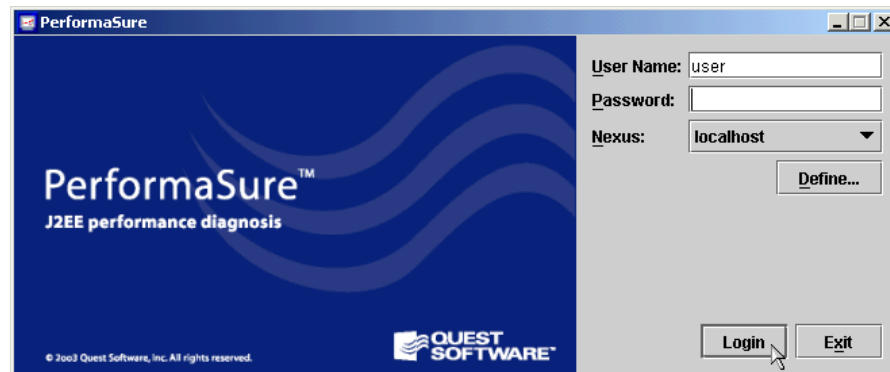 PerformaSure
User Name: user
Password:
Nexus: localhost
Define...
PerformaSure™
J2EE performance diagnosis
© 2003 Quest Software, Inc. All rights reserved.
QUEST
SOFTWARE™
Login Exit